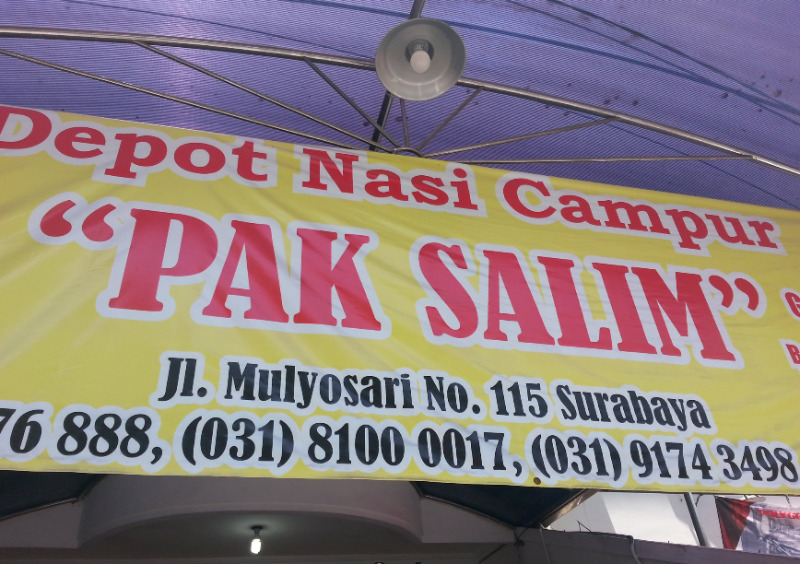 Depot Nasi Campur
“PAK SALIM”
Jl. Mulyosari No. 115 Surabaya
76 888, (031) 8100 0017, (031) 9174 3498